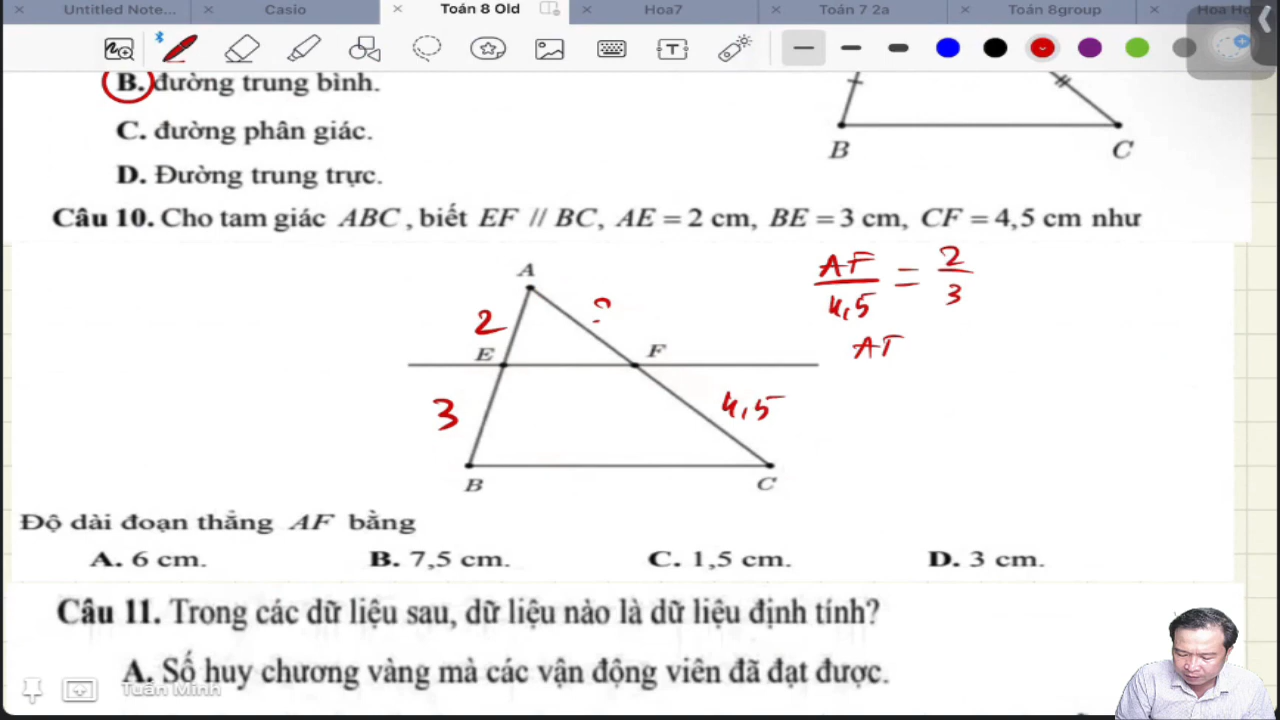 Untitled Note... Casio Toán 8 Old Hoa7 Toán 7 2a Toán 8group
B. đường trung bình.
C. đường phân giác.
D. Đường trung trực.
B C
Câu 10. Cho tam giác ABC , biết EF // BC, AE = 2 cm, BE = 3 cm, CF = 4,5 cm như
A
2 ?
E F
3 4,5
B C
AF/4,5 = 2/3
AF
Độ dài đoạn thẳng AF bằng
A. 6 cm. B. 7,5 cm. C. 1,5 cm. D. 3 cm.
Câu 11. Trong các dữ liệu sau, dữ liệu nào là dữ liệu định tính?
A. Số huy chương vàng mà các vận động viên đã đạt được.
Tuấn Minh